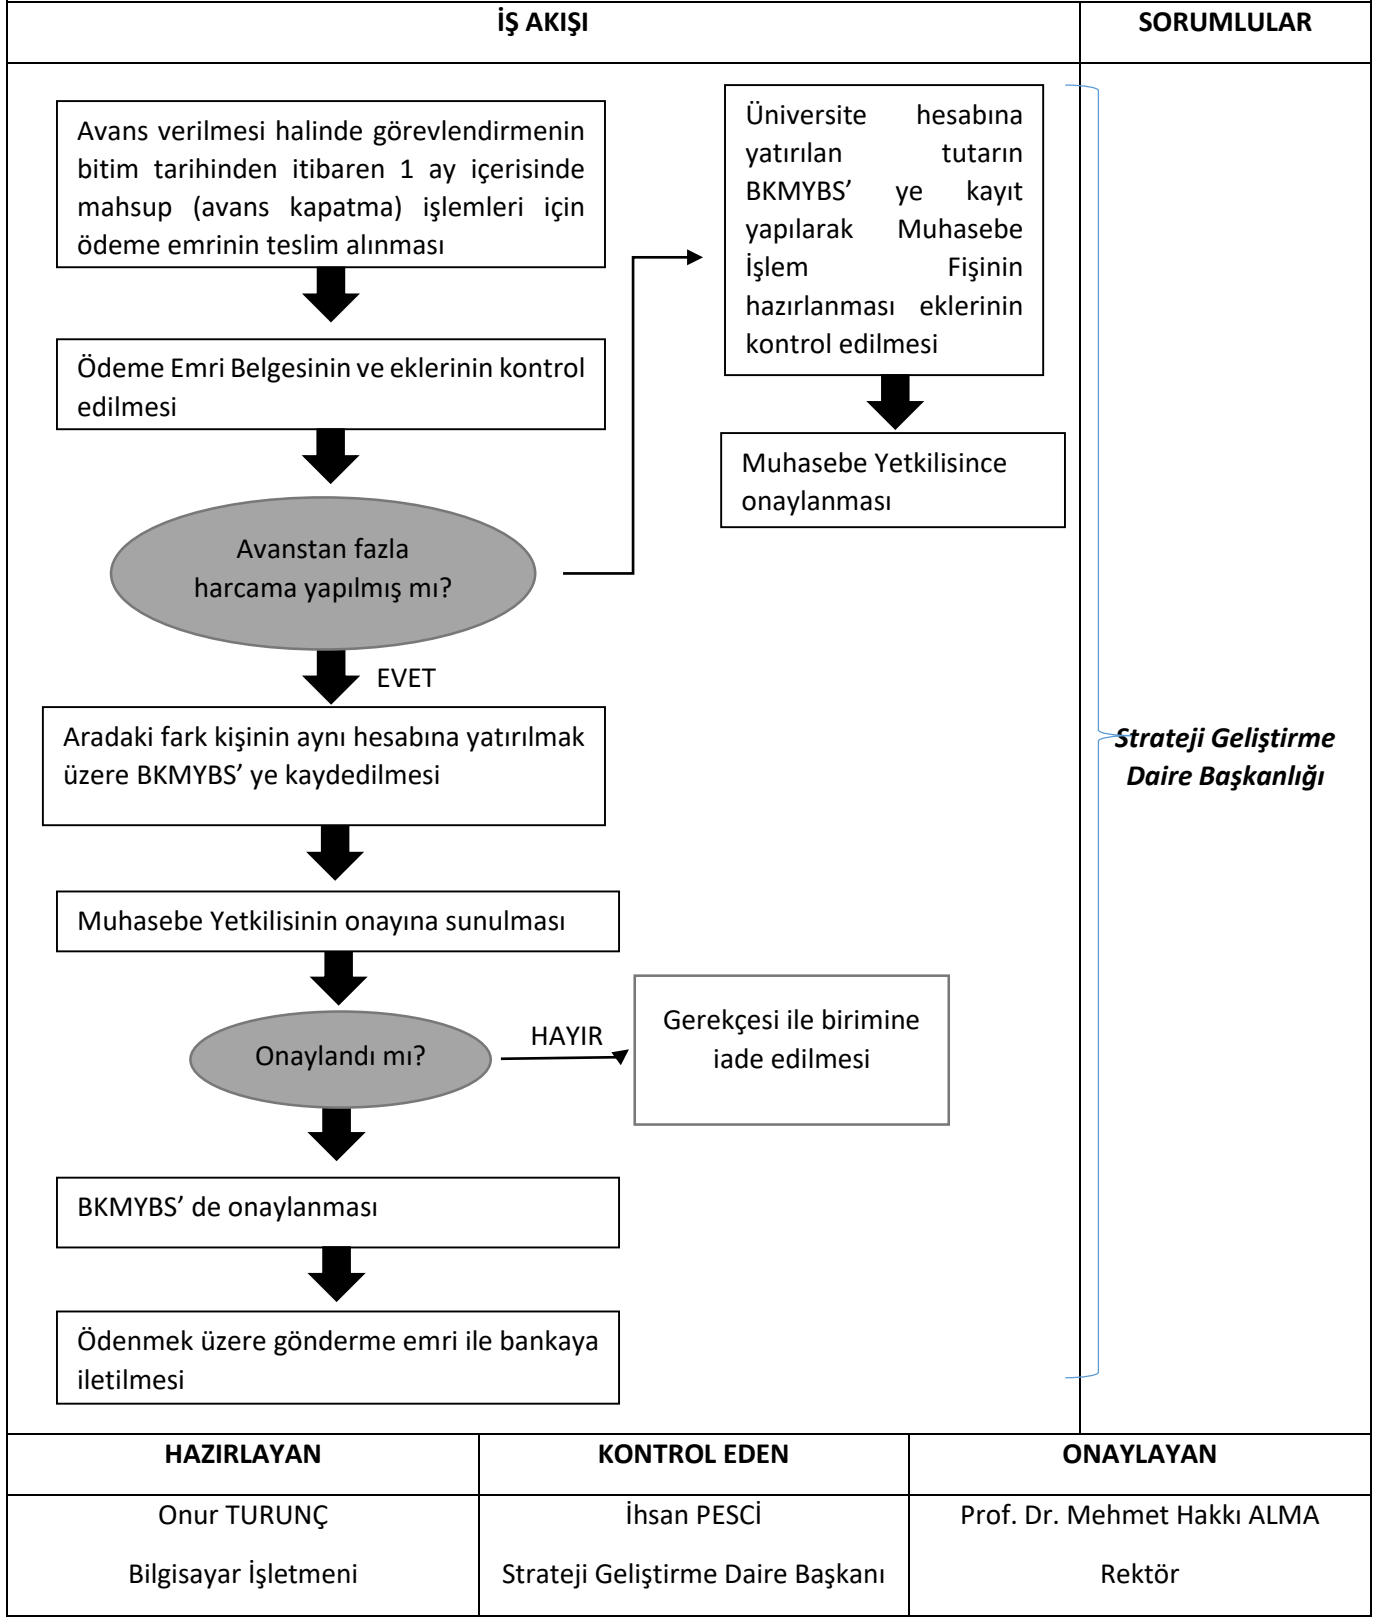 İŞ AKIŞI
SORUMLULAR
Avans verilmesi halinde görevlendirmenin
bitim tarihinden itibaren 1 ay içerisinde
mahsup (avans kapatma) işlemleri için
ödeme emrinin teslim alınması
Ödeme Emri Belgesinin ve eklerinin kontrol
edilmesi
Avanstan fazla
harcama yapılmış mı?
Üniversite hesabına
yatırılan tutarın
BKMYBS’ ye kayıt
yapılarak Muhasebe
İşlem Fişinin
hazırlanması eklerinin
kontrol edilmesi
Muhasebe Yetkilisince
onaylanması
EVET
Aradaki fark kişinin aynı hesabına yatırılmak
üzere BKMYBS’ ye kaydedilmesi
Muhasebe Yetkilisinin onayına sunulması
Onaylandı mı?
HAYIR
Gerekçesi ile birimine
iade edilmesi
BKMYBS’ de onaylanması
Ödenmek üzere gönderme emri ile bankaya
iletilmesi
Strateji Geliştirme
Daire Başkanlığı
HAZIRLAYAN
KONTROL EDEN
ONAYLAYAN
Onur TURUNÇ
İhsan PESCİ
Prof. Dr. Mehmet Hakkı ALMA
Bilgisayar İşletmeni
Strateji Geliştirme Daire Başkanı
Rektör